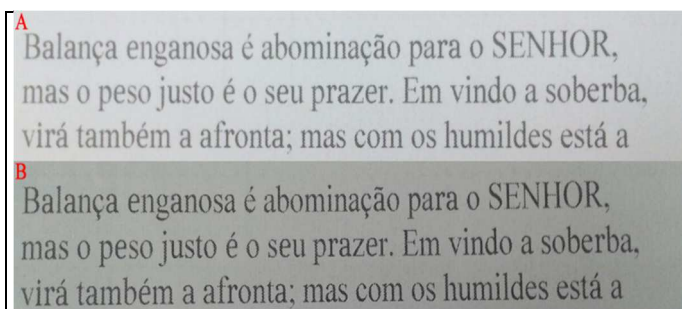 A
Balança enganosa é abominação para o SENHOR,
mas o peso justo é o seu prazer. Em vindo a soberba,
virá também a afronta; mas com os humildes está a
B
Balança enganosa é abominação para o SENHOR,
mas o peso justo é o seu prazer. Em vindo a soberba,
virá também a afronta; mas com os humildes está a